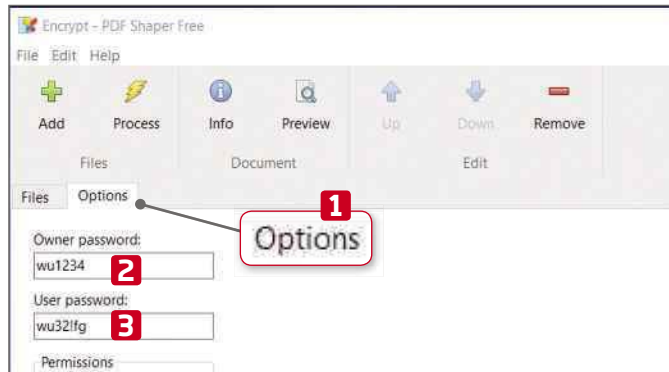 Encrypt – PDF Shaper Free
File Edit Help
Add Process Info Preview Up Down Remove
Files Document Edit
Files Options
1
Options
Owner password:
wu1234 2
User password:
wu32!fg 3
Permissions